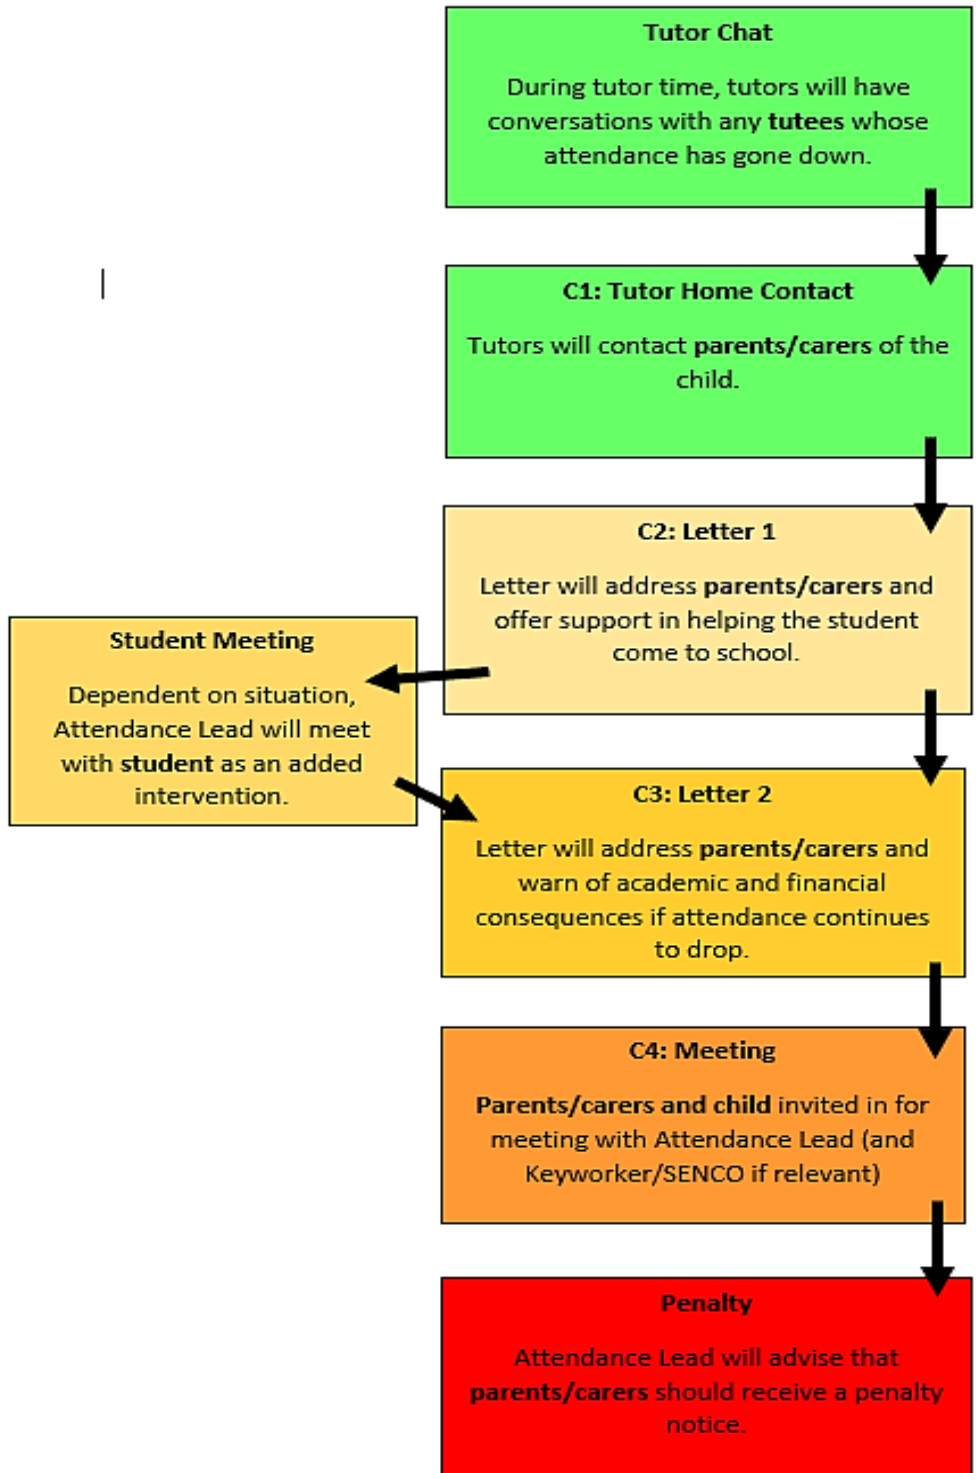 Tutor Chat
During tutor time, tutors will have
conversations with any tutees whose
attendance has gone down.
C1: Tutor Home Contact
Tutors will contact parents/carers of the
child.
C2: Letter 1
Letter will address parents/carers and
offer support in helping the student
come to school.
Student Meeting
Dependent on situation,
Attendance Lead will meet
with student as an added
intervention.
C3: Letter 2
Letter will address parents/carers and
warn of academic and financial
consequences if attendance continues
to drop.
C4: Meeting
Parents/carers and child invited in for
meeting with Attendance Lead (and
Keyworker/SENCO if relevant)
Penalty
Attendance Lead will advise that
parents/carers should receive a penalty
notice.